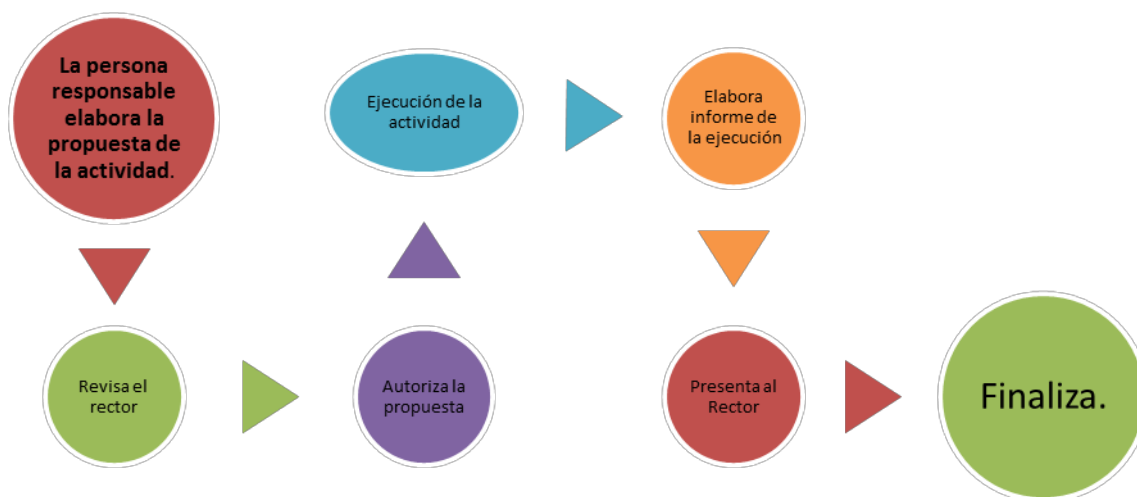 La persona
responsable
elabora la
propuesta de
la actividad.
Revisa el
rector
Autoriza la
propuesta
Ejecución de la
actividad
Elabora
informe de
la ejecución
Presenta al
Rector
Finaliza.